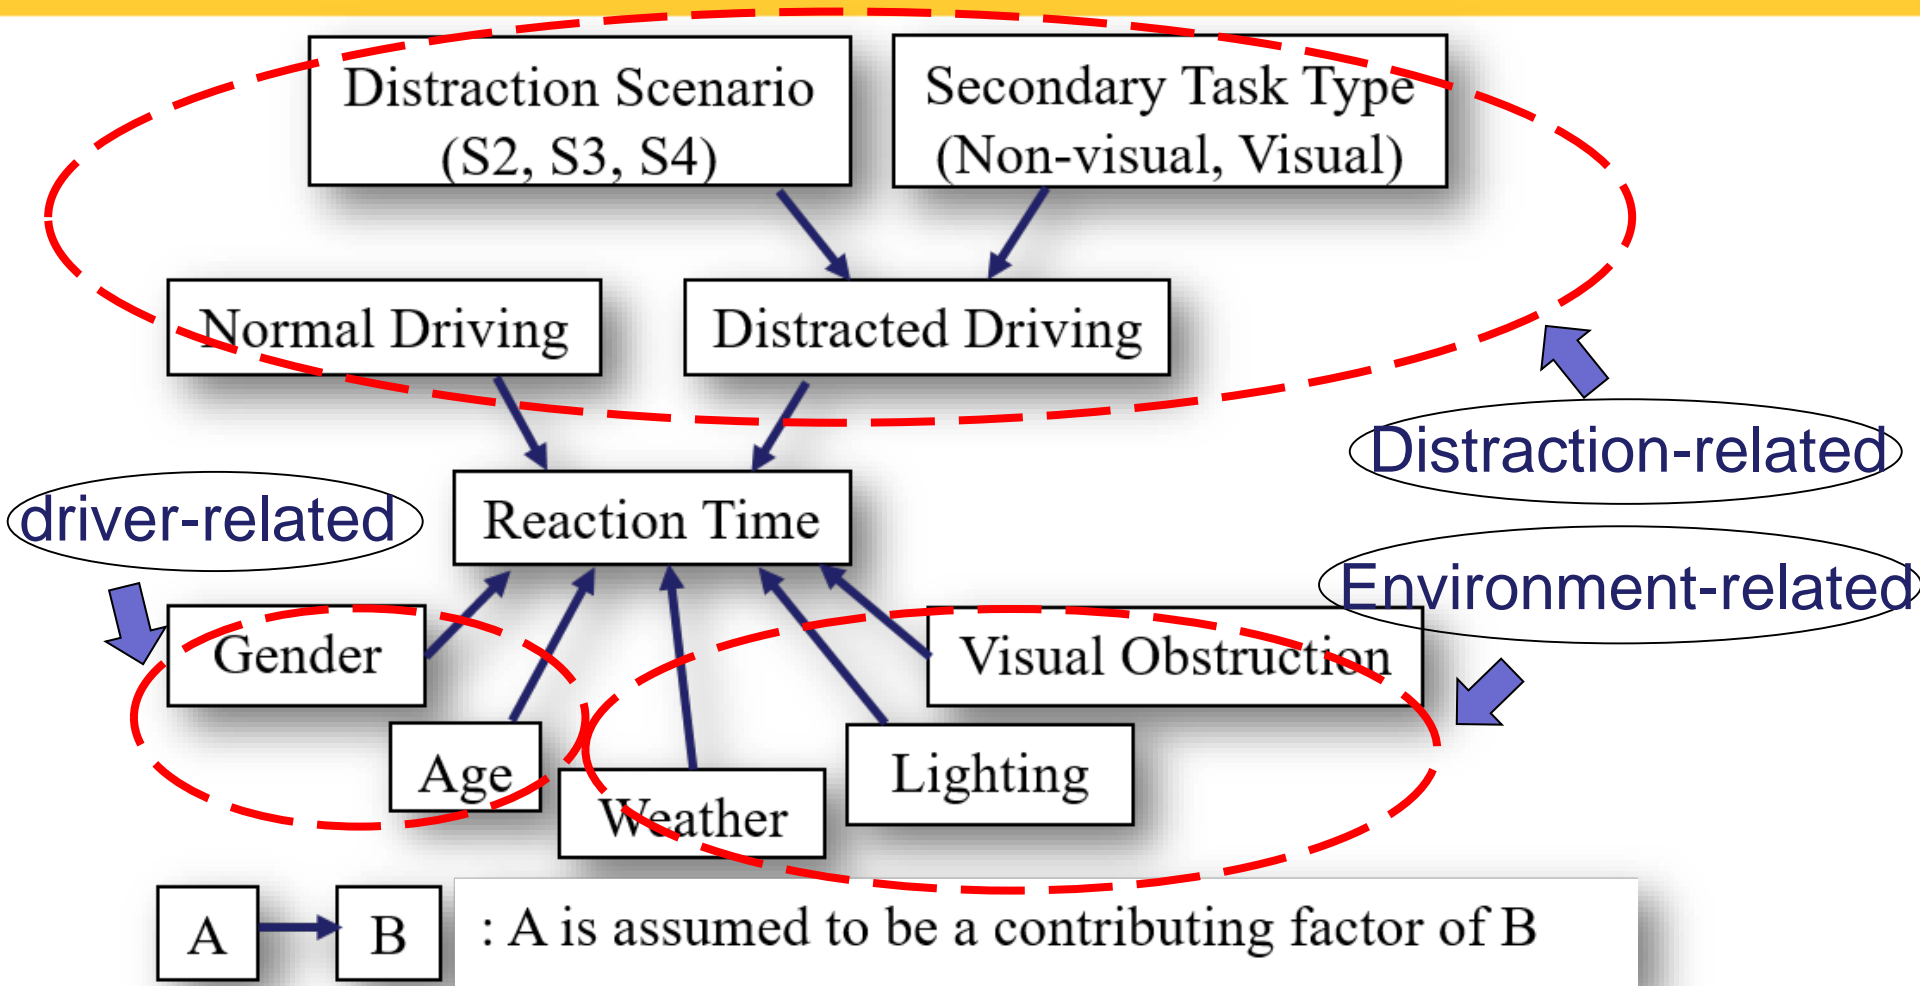 Distraction Scenario
(S2, S3, S4)
Secondary Task Type
(Non-visual, Visual)
Normal Driving
Distracted Driving
Distraction-related
driver-related
Reaction Time
Environment-related
Gender
Visual Obstruction
Age
Weather
Lighting
A
B
: A is assumed to be a contributing factor of B